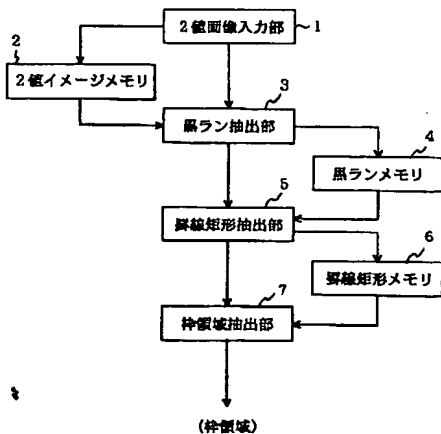 2値画像入力部
1
2
2値イメージメモリ
3
黒ラン抽出部
4
黒ランメモリ
5
罫線矩形抽出部
6
罫線矩形メモリ
7
枠領域抽出部
(枠領域)